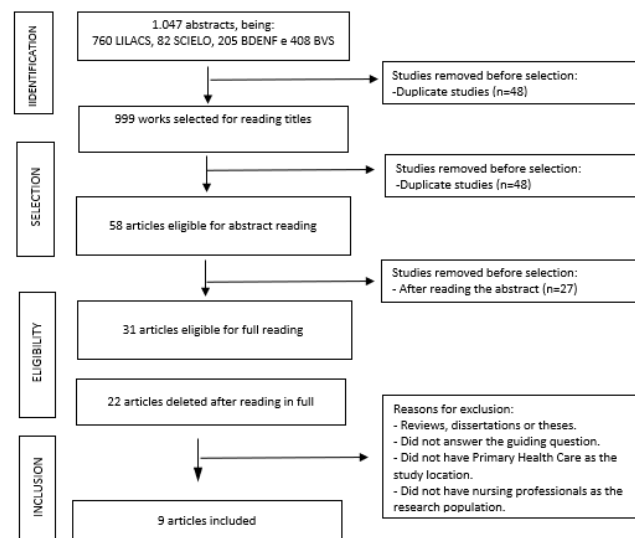 IIDENTIFICATION
1.047 abstracts, being:
760 LILACS, 82 SCIELO, 205 BDENF e 408 BVS
Studies removed before selection:
-Duplicate studies (n=48)
999 works selected for reading titles
SELECTION
Studies removed before selection:
-Duplicate studies (n=48)
58 articles eligible for abstract reading
Studies removed before selection:
- After reading the abstract (n=27)
ELIGIBILITY
31 articles eligible for full reading
22 articles deleted after reading in full
Reasons for exclusion:
- Reviews, dissertations or theses.
- Did not answer the guiding question.
- Did not have Primary Health Care as the
study location.
- Did not have nursing professionals as the
research population.
INCLUSION
9 articles included